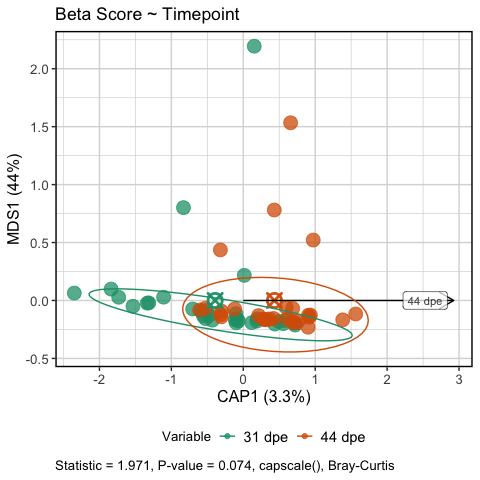 Beta Score ~ Timepoint
2.0
1.5
1.0
0.5
0.0
-0.5
MDS1 (44%)
44 dpe
-2 -1 0 1 2 3
CAP1 (3.3%)
Variable 31 dpe 44 dpe
Statistic = 1.971, P-value = 0.074, capscale(), Bray-Curtis